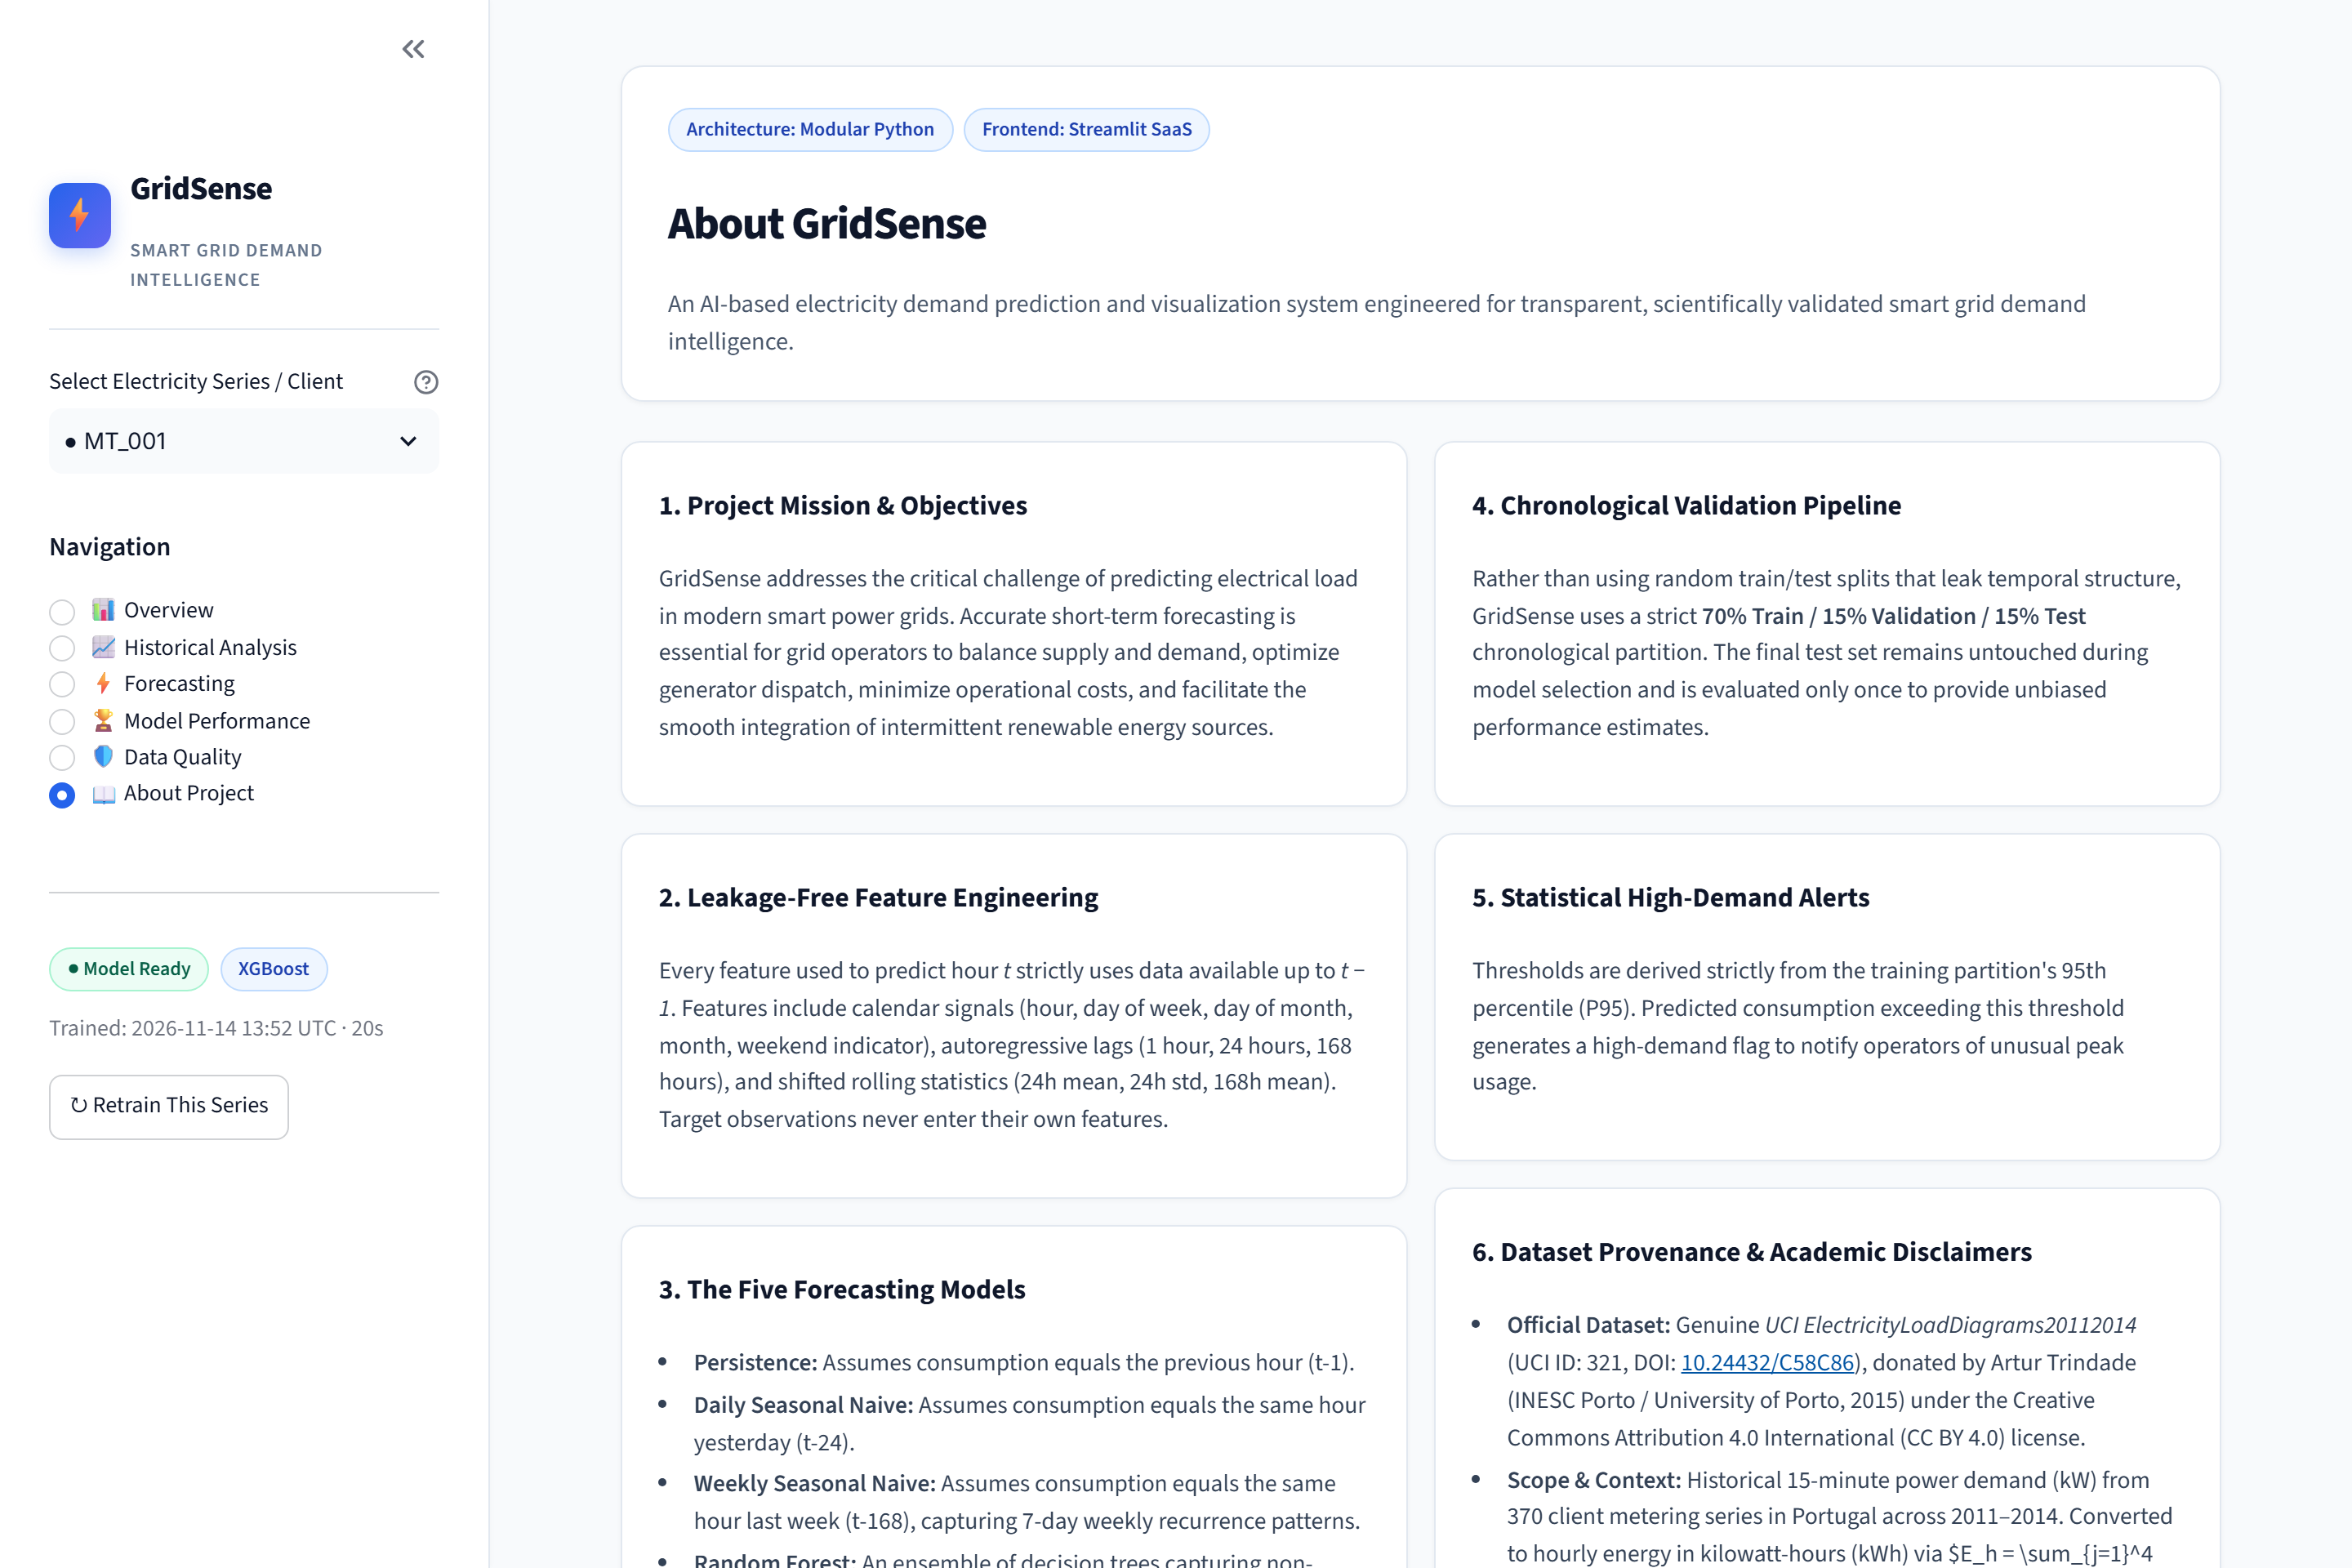 GridSense
SMART GRID DEMAND
INTELLIGENCE
Select Electricity Series / Client
● MT_001
Navigation
📊 Overview
📈 Historical Analysis
⚡ Forecasting
🏆 Model Performance
🛡️ Data Quality
📖 About Project
● Model Ready
XGBoost
Trained: 2026-11-14 13:52 UTC · 20s
↻ Retrain This Series
Architecture: Modular Python
Frontend: Streamlit SaaS
About GridSense
An AI-based electricity demand prediction and visualization system engineered for transparent, scientifically validated smart grid demand
intelligence.
1. Project Mission & Objectives
GridSense addresses the critical challenge of predicting electrical load
in modern smart power grids. Accurate short-term forecasting is
essential for grid operators to balance supply and demand, optimize
generator dispatch, minimize operational costs, and facilitate the
smooth integration of intermittent renewable energy sources.
2. Leakage-Free Feature Engineering
Every feature used to predict hour t strictly uses data available up to t −
1. Features include calendar signals (hour, day of week, day of month,
month, weekend indicator), autoregressive lags (1 hour, 24 hours, 168
hours), and shifted rolling statistics (24h mean, 24h std, 168h mean).
Target observations never enter their own features.
3. The Five Forecasting Models
• Persistence: Assumes consumption equals the previous hour (t-1).
• Daily Seasonal Naive: Assumes consumption equals the same hour
yesterday (t-24).
• Weekly Seasonal Naive: Assumes consumption equals the same
hour last week (t-168), capturing 7-day weekly recurrence patterns.
• Random Forest: An ensemble of decision trees capturing non-
4. Chronological Validation Pipeline
Rather than using random train/test splits that leak temporal structure,
GridSense uses a strict 70% Train / 15% Validation / 15% Test
chronological partition. The final test set remains untouched during
model selection and is evaluated only once to provide unbiased
performance estimates.
5. Statistical High-Demand Alerts
Thresholds are derived strictly from the training partition's 95th
percentile (P95). Predicted consumption exceeding this threshold
generates a high-demand flag to notify operators of unusual peak
usage.
6. Dataset Provenance & Academic Disclaimers
• Official Dataset: Genuine UCI ElectricityLoadDiagrams20112014
(UCI ID: 321, DOI: 10.24432/C58C86), donated by Artur Trindade
(INESC Porto / University of Porto, 2015) under the Creative
Commons Attribution 4.0 International (CC BY 4.0) license.
• Scope & Context: Historical 15-minute power demand (kW) from
370 client metering series in Portugal across 2011–2014. Converted
to hourly energy in kilowatt-hours (kWh) via $E_h = \sum_{j=1}^4